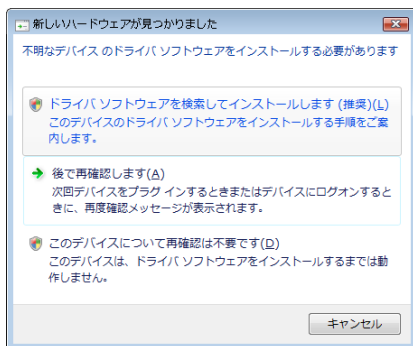 新しいハードウェアが見つかりました
不明なデバイス のドライバ ソフトウェアをインストールする必要があります
ドライバ ソフトウェアを検索してインストールします (推奨)(L)
このデバイスのドライバ ソフトウェアをインストールする手順をご案
内します。
後で再確認します(A)
次回デバイスをプラグ インするときまたはデバイスにログオンすると
きに、再度確認メッセージが表示されます。
このデバイスについて再確認は不要です(D)
このデバイスは、ドライバ ソフトウェアをインストールするまでは動
作しません。
キャンセル